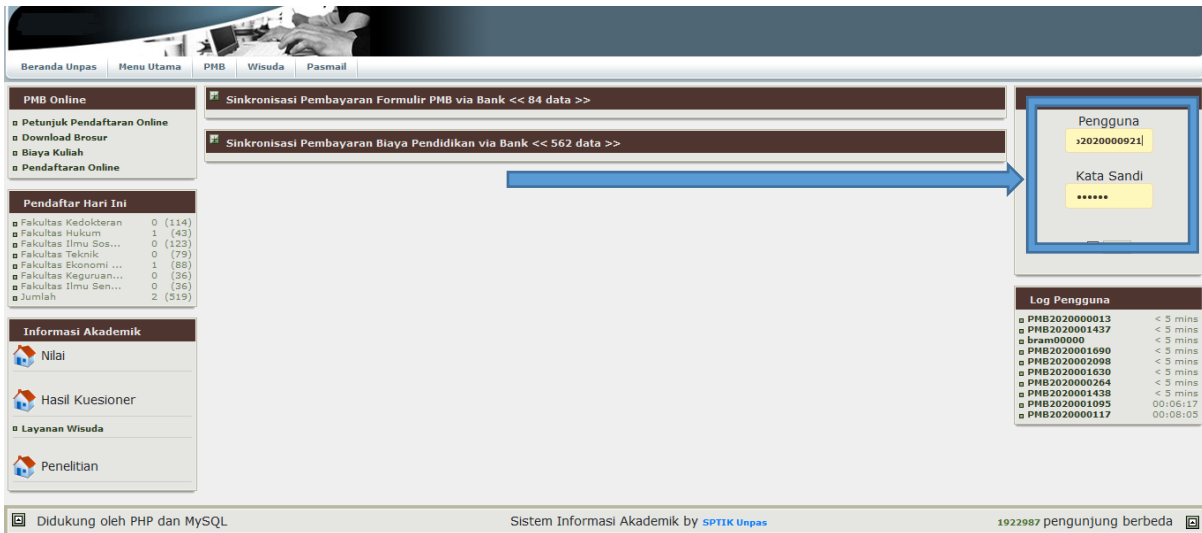 Beranda Unpas Menu Utama PMB Wisuda Pasmail
PMB Online
Petunjuk Pendaftaran Online
Download Brosur
Biaya Kuliah
Pendaftaran Online
Pendaftar Hari Ini
Fakultas Kedokteran 0 (114)
Fakultas Hukum 1 (43)
Fakultas Ilmu Sos... 0 (123)
Fakultas Teknik 0 (79)
Fakultas Ekonomi ... 1 (88)
Fakultas Keguruan... 0 (36)
Fakultas Ilmu Sen... 0 (36)
Jumlah 2 (519)
Informasi Akademik
Nilai
Hasil Kuesioner
Layanan Wisuda
Penelitian
Sinkronisasi Pembayaran Formulir PMB via Bank << 84 data >>
Sinkronisasi Pembayaran Biaya Pendidikan via Bank << 562 data >>
Pengguna
2020000921
Kata Sandi
••••••
Log Pengguna
PMB2020000013 < 5 mins
PMB2020001437 < 5 mins
bram00000 < 5 mins
PMB2020001690 < 5 mins
PMB2020002098 < 5 mins
PMB2020001630 < 5 mins
PMB2020000264 < 5 mins
PMB2020001438 < 5 mins
PMB2020001095 00:06:17
PMB2020000117 00:08:05
Didukung oleh PHP dan MySQL
Sistem Informasi Akademik by SPTIK Unpas
1922987 pengunjung berbeda